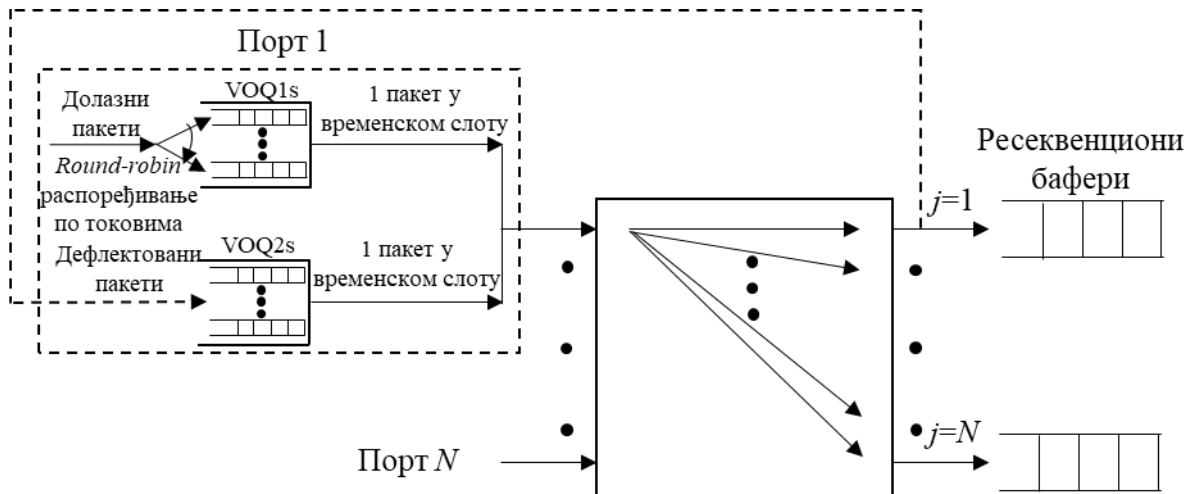 Порт 1
Долазни
пакети
Round-robin
распоређивање
по токовима
VOQ1s
1 пакет у
временском слоту
Дефлектовани
пакети
VOQ2s
1 пакет у
временском слоту
Порт N
j=1
j=N
Ресеквенциони
бафери